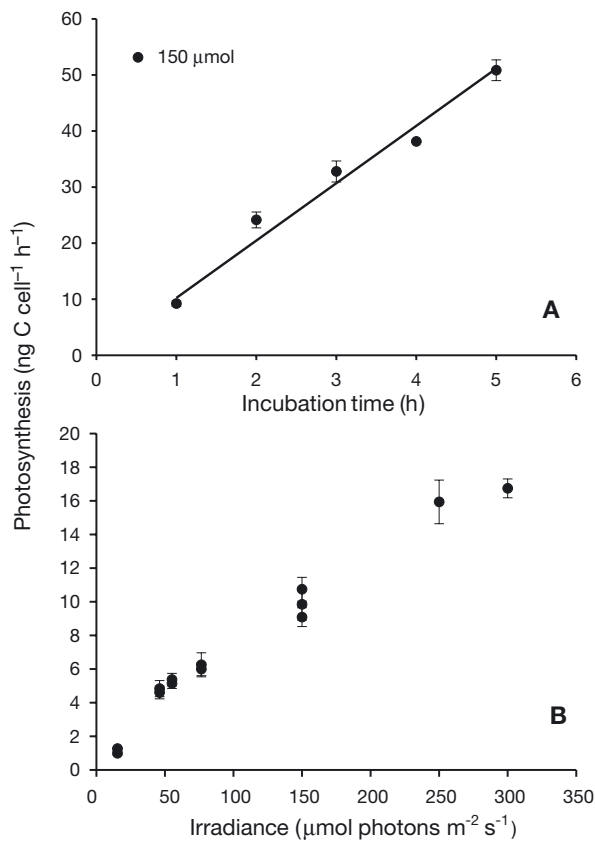 60
50
40
30
20
10
0
150 μmol
A
0 1 2 3 4 5 6
Incubation time (h)
Photosynthesis (ng C cell⁻¹ h⁻¹)
20
18
16
14
12
10
8
6
4
2
0
B
0 50 100 150 200 250 300 350
Irradiance (μmol photons m⁻² s⁻¹)